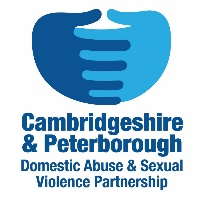 Cambridgeshire
& Peterborough
Domestic Abuse & Sexual
Violence Partnership